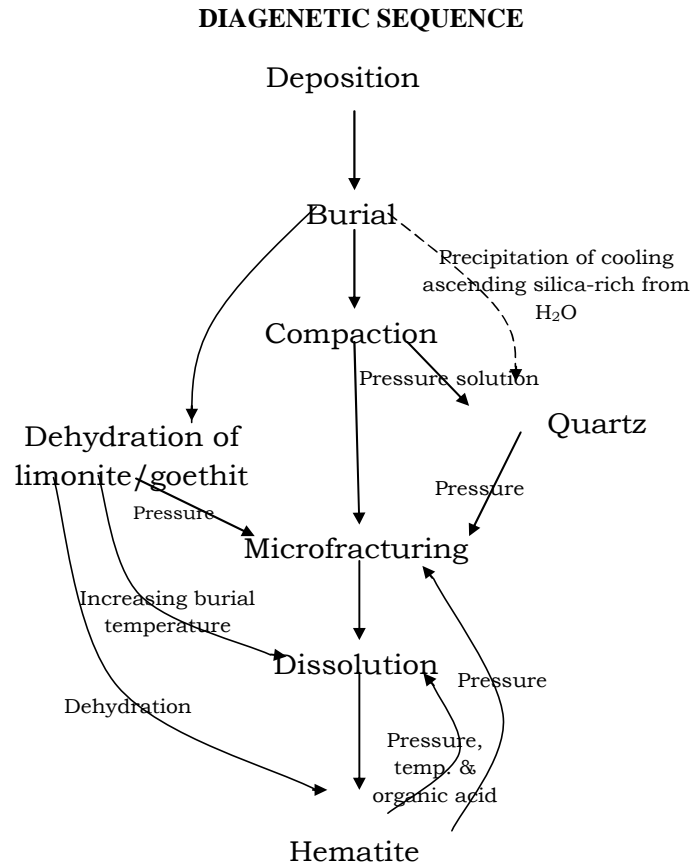 DIAGENETIC SEQUENCE
Deposition
Burial
Precipitation of cooling
ascending silica-rich from
H₂O
Compaction
Pressure solution
Quartz
Dehydration of
limonite/goethit
Pressure
Pressure
Microfracturing
Increasing burial
temperature
Dissolution
Pressure
Dehydration
Pressure,
temp. &
organic acid
Hematite